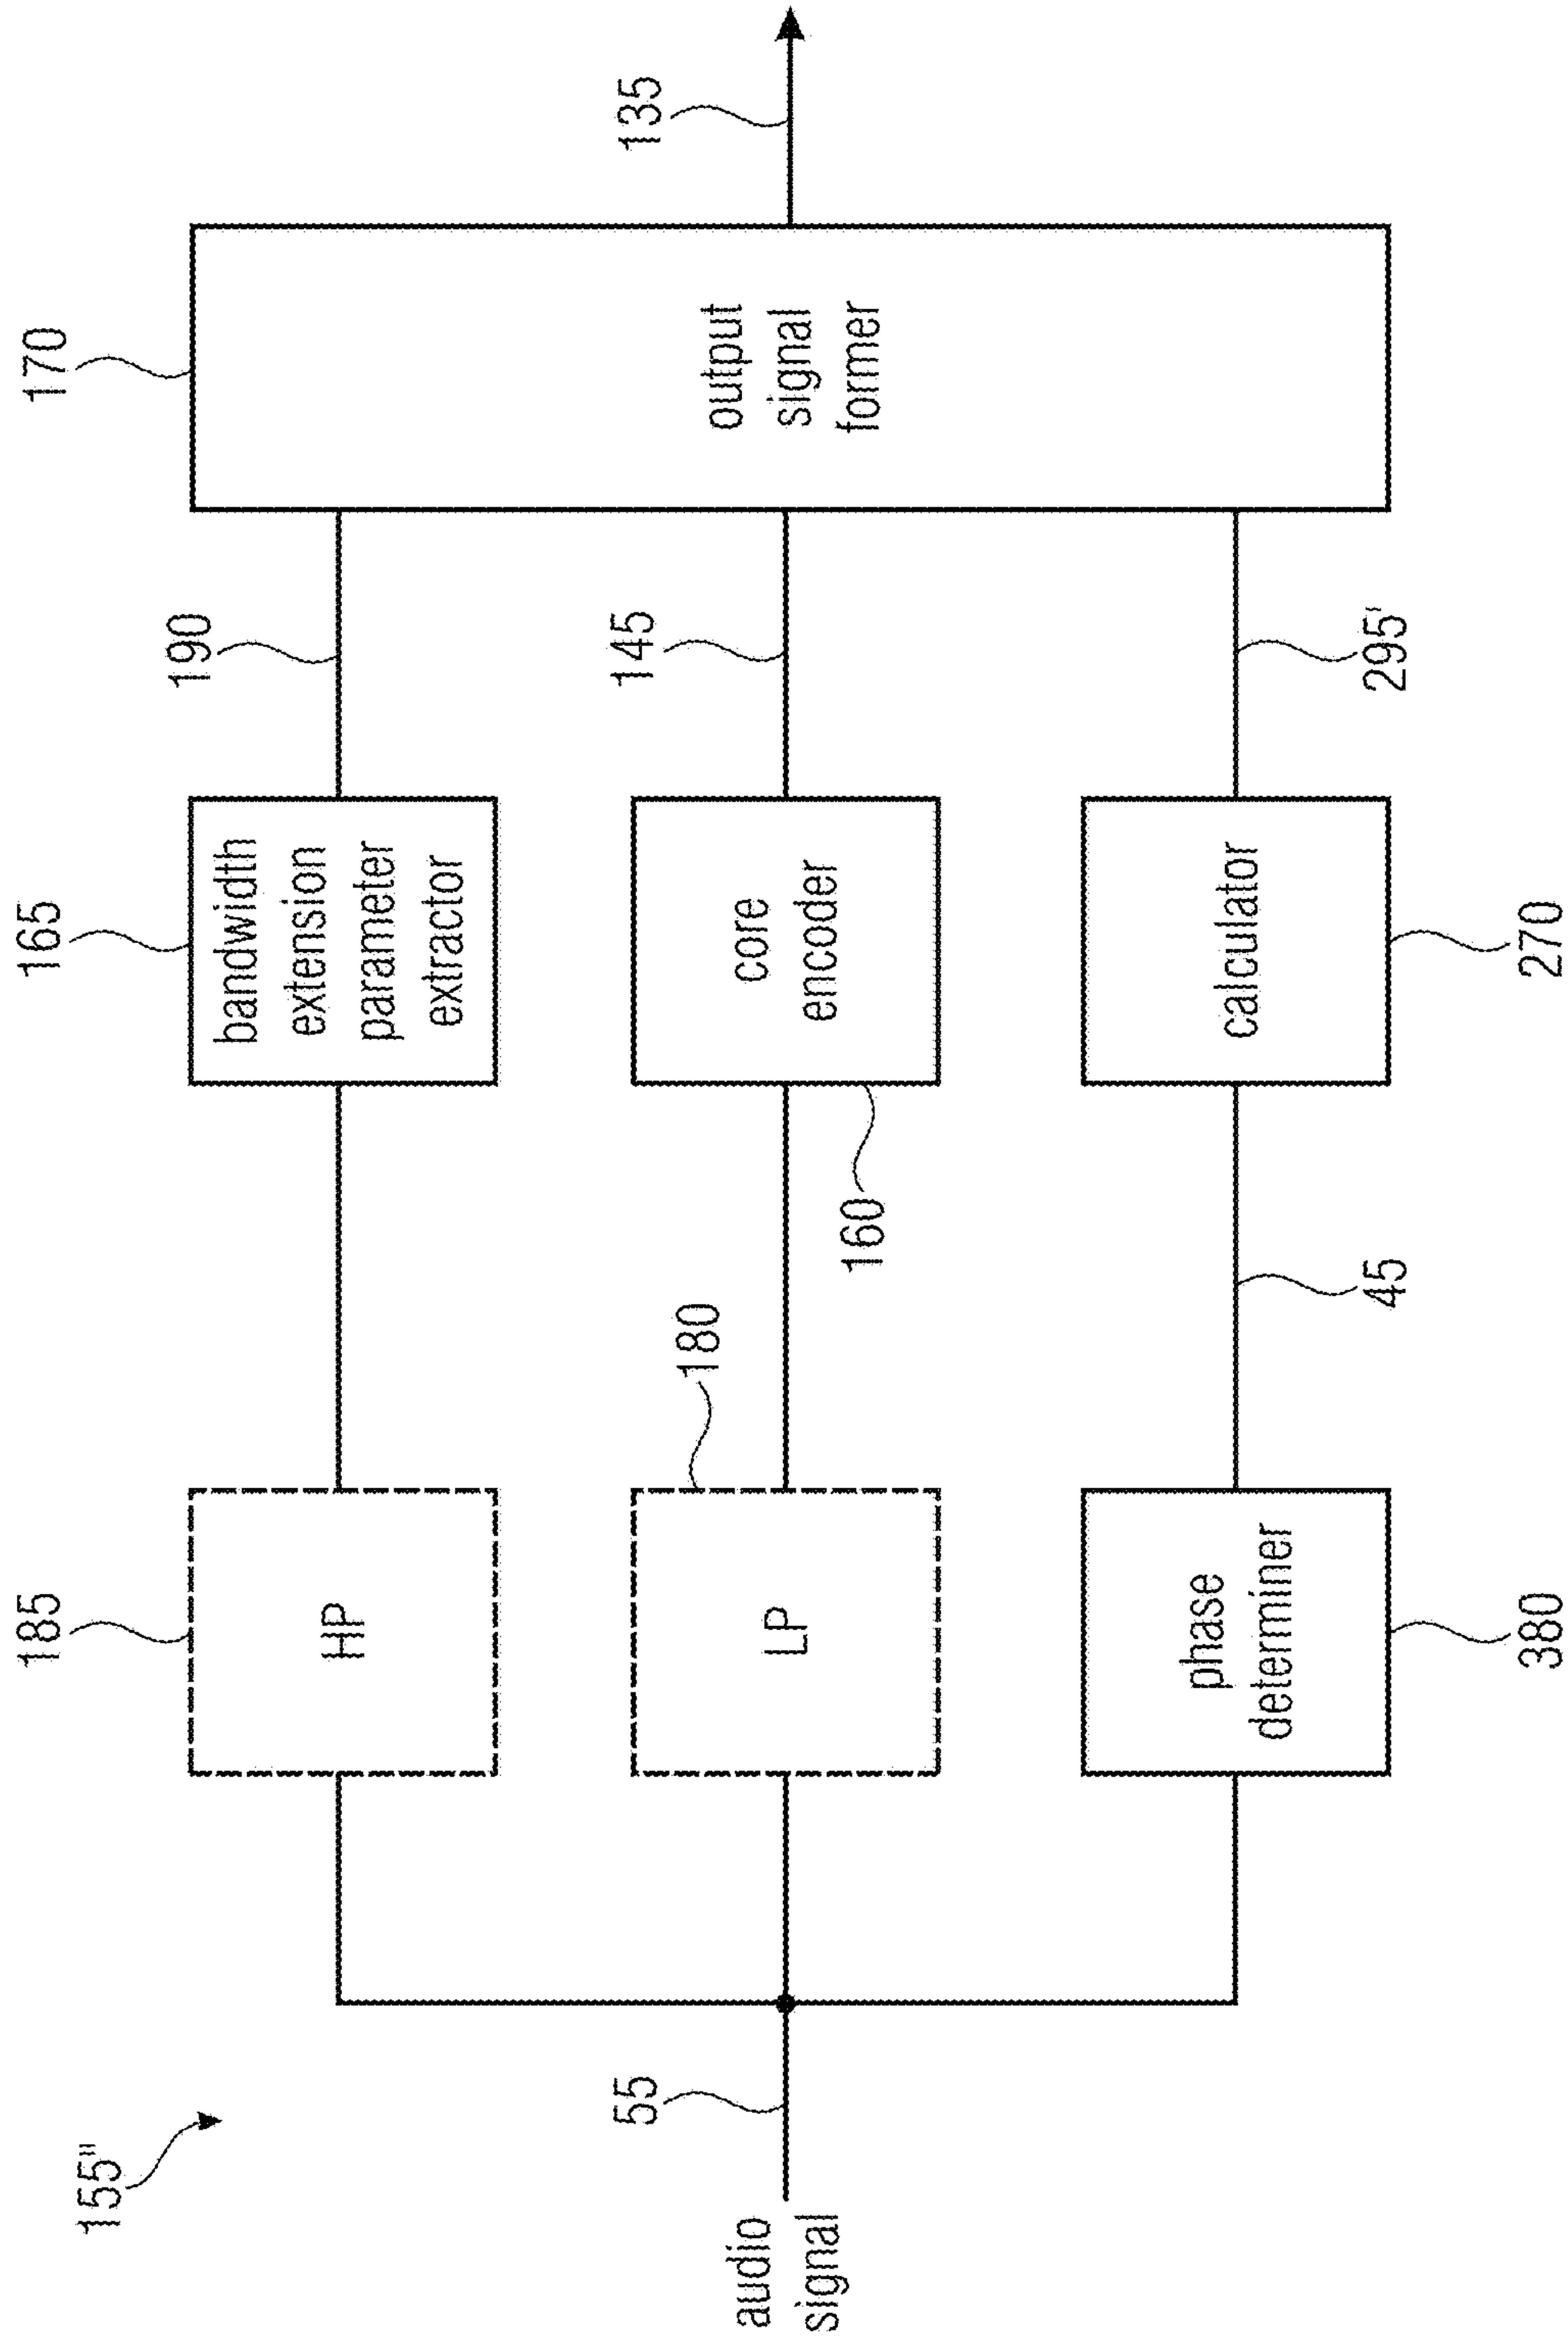 155"
audio
signal
55
185
HP
180
LP
phase
determiner
380
45
165
bandwidth
extension
parameter
extractor
160
core
encoder
calculator
270
190
145
295'
170
output
signal
former
135